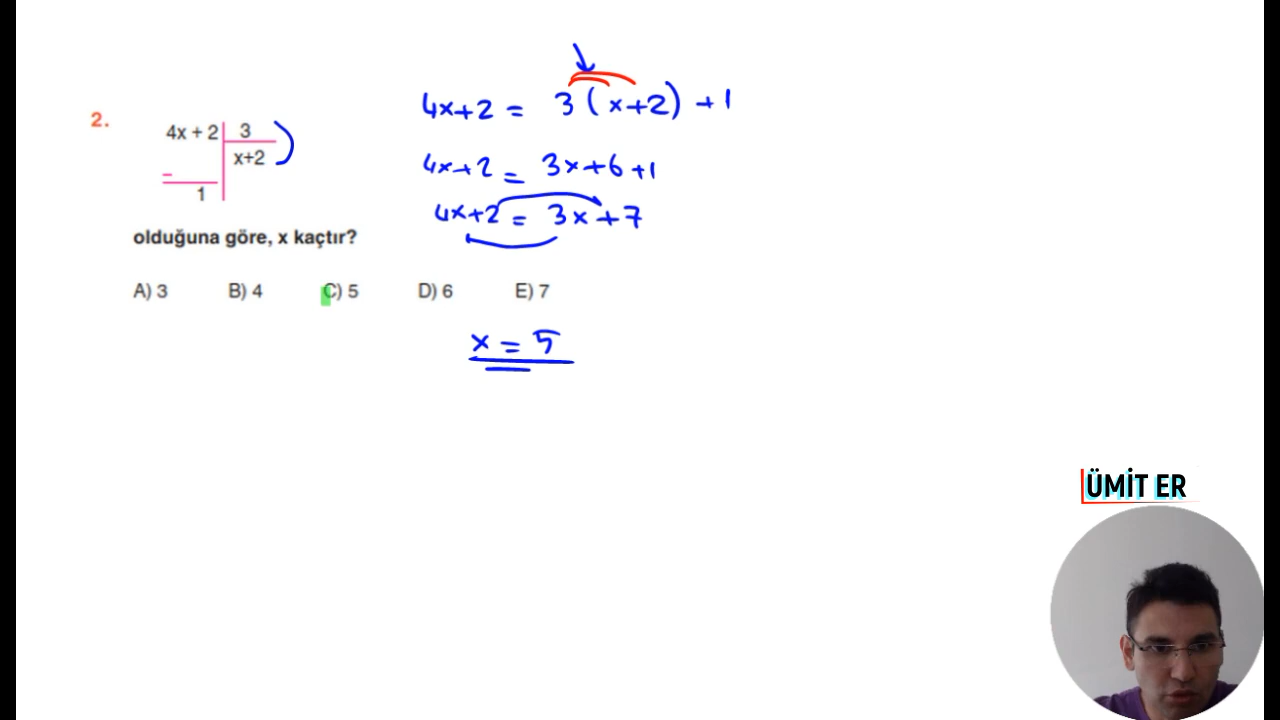 2.
4x + 2 | 3
x+2
1
olduğuna göre, x kaçtır?
A) 3 B) 4 C) 5 D) 6 E) 7
4x+2 = 3(x+2) +1
4x+2 = 3x+6+1
4x+2 = 3x+7
x = 5
ÜMİT ER